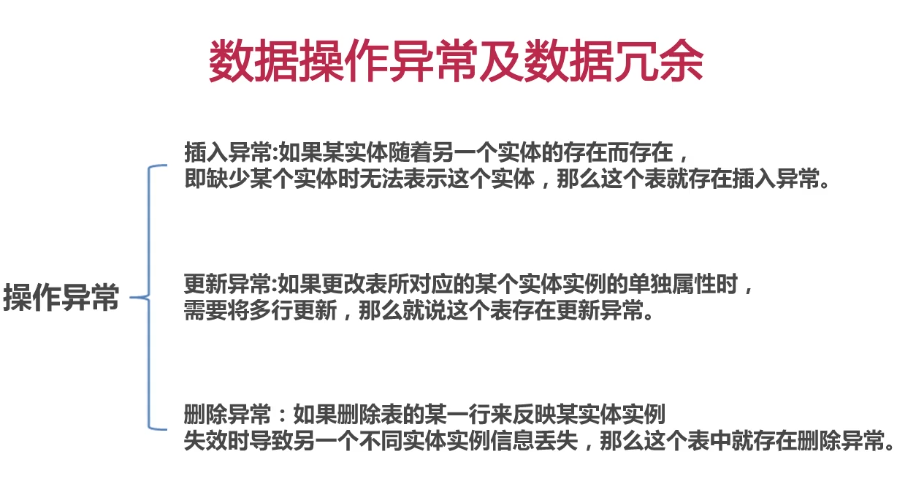 数据操作异常及数据冗余
插入异常:如果某实体随着另一个实体的存在而存在，
即缺少某个实体时无法表示这个实体，那么这个表就存在插入异常。
操作异常
更新异常:如果更改表所对应的某个实体实例的单独属性时，
需要将多行更新，那么就说这个表存在更新异常。
删除异常：如果删除表的某一行来反映某实体实例
失效时导致另一个不同实体实例信息丢失，那么这个表中就存在删除异常。